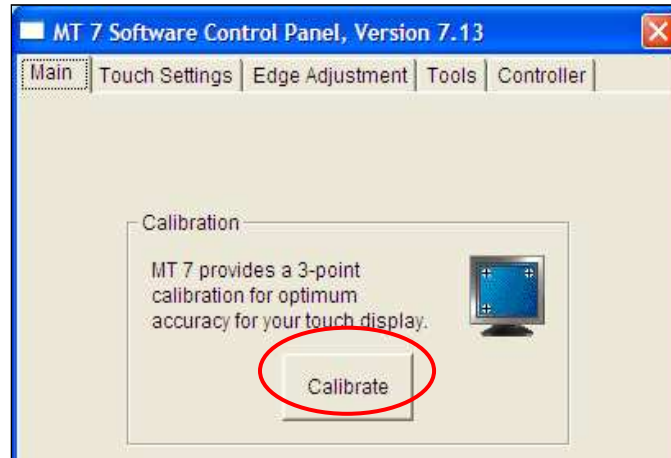 MT 7 Software Control Panel, Version 7.13
Main Touch Settings Edge Adjustment Tools Controller
Calibration
MT 7 provides a 3-point
calibration for optimum
accuracy for your touch display.
Calibrate